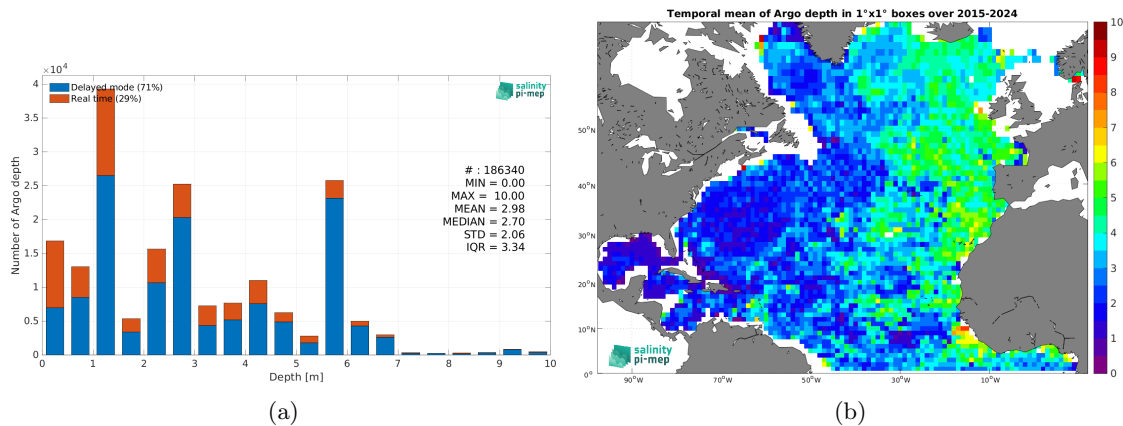 ×10⁴
Delayed mode (71%)
Real time (29%)
salinity
pi-mep
4
3.5
3
2.5
2
1.5
1
0.5
0
Number of Argo depth
# : 186340
MIN = 0.00
MAX = 10.00
MEAN = 2.98
MEDIAN = 2.70
STD = 2.06
IQR = 3.34
0 1 2 3 4 5 6 7 8 9 10
Depth [m]
(a)
Temporal mean of Argo depth in 1°x1° boxes over 2015-2024
50°N
40°N
30°N
20°N
10°N
0°
90°W 70°W 50°W 30°W 10°W
salinity
pi-mep
10
9
8
7
6
5
4
3
2
1
0
(b)